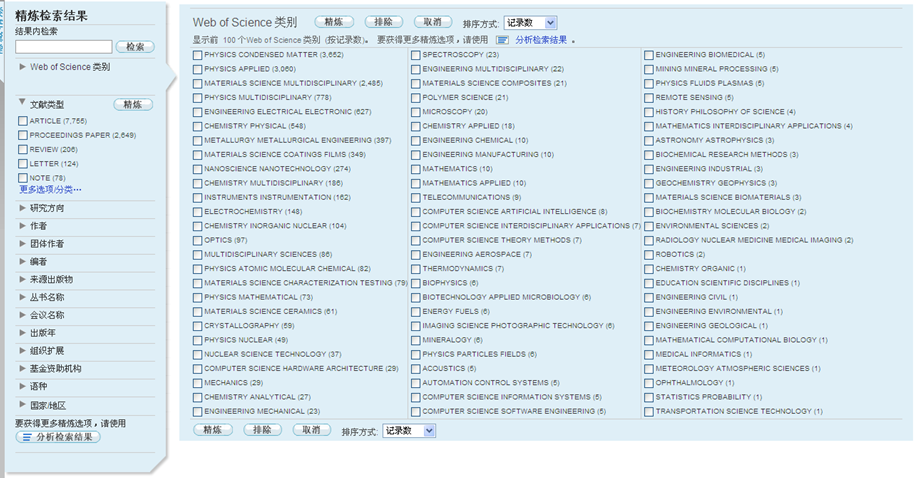 精炼检索结果
结果内检索
检索
Web of Science 类别
文献类型
精炼
ARTICLE (7,755)
PROCEEDINGS PAPER (2,649)
REVIEW (206)
LETTER (124)
NOTE (78)
更多选项/分类...
研究方向
作者
团体作者
编者
来源出版物
丛书名称
会议名称
出版年
组织扩展
基金资助机构
语种
国家/地区
要获得更多精炼选项，请使用
分析检索结果
Web of Science 类别 精炼 排除 取消 排序方式: 记录数
显示前 100个Web of Science 类别 (按记录数)。 要获得更多精炼选项，请使用 分析检索结果 。
PHYSICS CONDENSED MATTER (3,652)
PHYSICS APPLIED (3,060)
MATERIALS SCIENCE MULTIDISCIPLINARY (2,485)
PHYSICS MULTIDISCIPLINARY (778)
ENGINEERING ELECTRICAL ELECTRONIC (627)
CHEMISTRY PHYSICAL (548)
METALLURGY METALLURGICAL ENGINEERING (397)
MATERIALS SCIENCE COATINGS FILMS (349)
NANOSCIENCE NANOTECHNOLOGY (274)
CHEMISTRY MULTIDISCIPLINARY (186)
INSTRUMENTS INSTRUMENTATION (162)
ELECTROCHEMISTRY (148)
CHEMISTRY INORGANIC NUCLEAR (104)
OPTICS (97)
MULTIDISCIPLINARY SCIENCES (86)
PHYSICS ATOMIC MOLECULAR CHEMICAL (82)
MATERIALS SCIENCE CHARACTERIZATION TESTING (79)
PHYSICS MATHEMATICAL (73)
MATERIALS SCIENCE CERAMICS (61)
CRYSTALLOGRAPHY (59)
PHYSICS NUCLEAR (49)
NUCLEAR SCIENCE TECHNOLOGY (37)
COMPUTER SCIENCE HARDWARE ARCHITECTURE (29)
MECHANICS (29)
CHEMISTRY ANALYTICAL (27)
ENGINEERING MECHANICAL (23)
SPECTROSCOPY (23)
ENGINEERING MULTIDISCIPLINARY (22)
MATERIALS SCIENCE COMPOSITES (21)
POLYMER SCIENCE (21)
MICROSCOPY (20)
CHEMISTRY APPLIED (18)
ENGINEERING CHEMICAL (10)
ENGINEERING MANUFACTURING (10)
MATHEMATICS (10)
MATHEMATICS APPLIED (10)
TELECOMMUNICATIONS (9)
COMPUTER SCIENCE ARTIFICIAL INTELLIGENCE (8)
COMPUTER SCIENCE INTERDISCIPLINARY APPLICATIONS (7)
COMPUTER SCIENCE THEORY METHODS (7)
ENGINEERING AEROSPACE (7)
THERMODYNAMICS (7)
BIOPHYSICS (6)
BIOTECHNOLOGY APPLIED MICROBIOLOGY (6)
ENERGY FUELS (6)
IMAGING SCIENCE PHOTOGRAPHIC TECHNOLOGY (6)
MINERALOGY (6)
PHYSICS PARTICLES FIELDS (6)
ACOUSTICS (5)
AUTOMATION CONTROL SYSTEMS (5)
COMPUTER SCIENCE INFORMATION SYSTEMS (5)
COMPUTER SCIENCE SOFTWARE ENGINEERING (5)
ENGINEERING BIOMEDICAL (5)
MINING MINERAL PROCESSING (5)
PHYSICS FLUIDS PLASMAS (5)
REMOTE SENSING (5)
HISTORY PHILOSOPHY OF SCIENCE (4)
MATHEMATICS INTERDISCIPLINARY APPLICATIONS (4)
ASTRONOMY ASTROPHYSICS (3)
BIOCHEMICAL RESEARCH METHODS (3)
ENGINEERING INDUSTRIAL (3)
GEOCHEMISTRY GEOPHYSICS (3)
MATERIALS SCIENCE BIOMATERIALS (3)
BIOCHEMISTRY MOLECULAR BIOLOGY (2)
ENVIRONMENTAL SCIENCES (2)
RADIOLOGY NUCLEAR MEDICINE MEDICAL IMAGING (2)
ROBOTICS (2)
CHEMISTRY ORGANIC (1)
EDUCATION SCIENTIFIC DISCIPLINES (1)
ENGINEERING CIVIL (1)
ENGINEERING ENVIRONMENTAL (1)
ENGINEERING GEOLOGICAL (1)
MATHEMATICAL COMPUTATIONAL BIOLOGY (1)
MEDICAL INFORMATICS (1)
METEOROLOGY ATMOSPHERIC SCIENCES (1)
OPHTHALMOLOGY (1)
STATISTICS PROBABILITY (1)
TRANSPORTATION SCIENCE TECHNOLOGY (1)
精炼 排除 取消 排序方式: 记录数